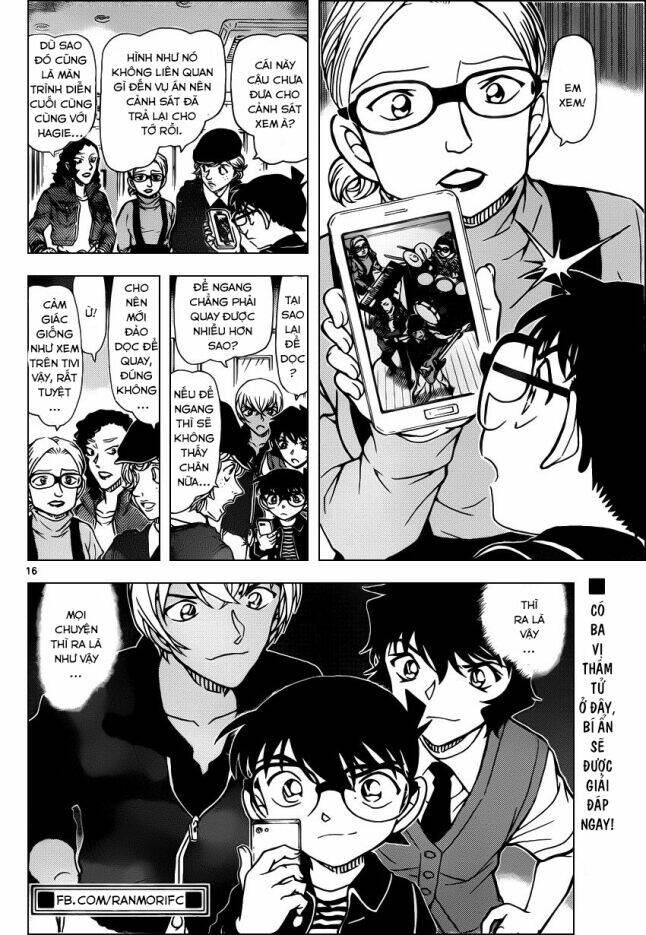 EM
XEM!
CÁI NÀY
CẬU CHƯA
ĐƯA CHO
CẢNH SÁT
XEM À?
HÌNH NHƯ NÓ
KHÔNG LIÊN QUAN
GÌ ĐẾN VỤ ÁN NÊN
CẢNH SÁT ĐÃ
TRẢ LẠI CHO
TỚ RỒI.
DÙ SAO
ĐÓ CŨNG
LÀ MÀN
TRÌNH DIỄN
CUỐI CÙNG
CÙNG VỚI
HAGIE...
TẠI SAO
LẠI ĐỂ
DỌC
?
ĐỂ NGANG
CHẲNG PHẢI
QUAY ĐƯỢC
NHIỀU HƠN
SAO?
NẾU ĐỂ
NGANG
THÌ SẼ
KHÔNG
THẤY
CHÂN
NỮA...
CHO
NÊN MỚI
ĐẢO
DỌC ĐỂ
QUAY,
ĐÚNG
KHÔNG
...
Ừ!
CẢM
GIÁC
GIỐNG
NHƯ XEM
TRÊN TIVI
VẬY, RẤT
TUYỆT
...
16
THÌ
RA LÀ
VẬY
...
MỌI
CHUYỆN
THÌ RA LÀ
NHƯ VẬY
...
CÓ
BA
VỊ
THÁM
TỬ
Ở ĐÂY,
BÍ ẨN
SẼ
ĐƯỢC
GIẢI
ĐÁP
NGAY!
FB.COM/RANMORIFC